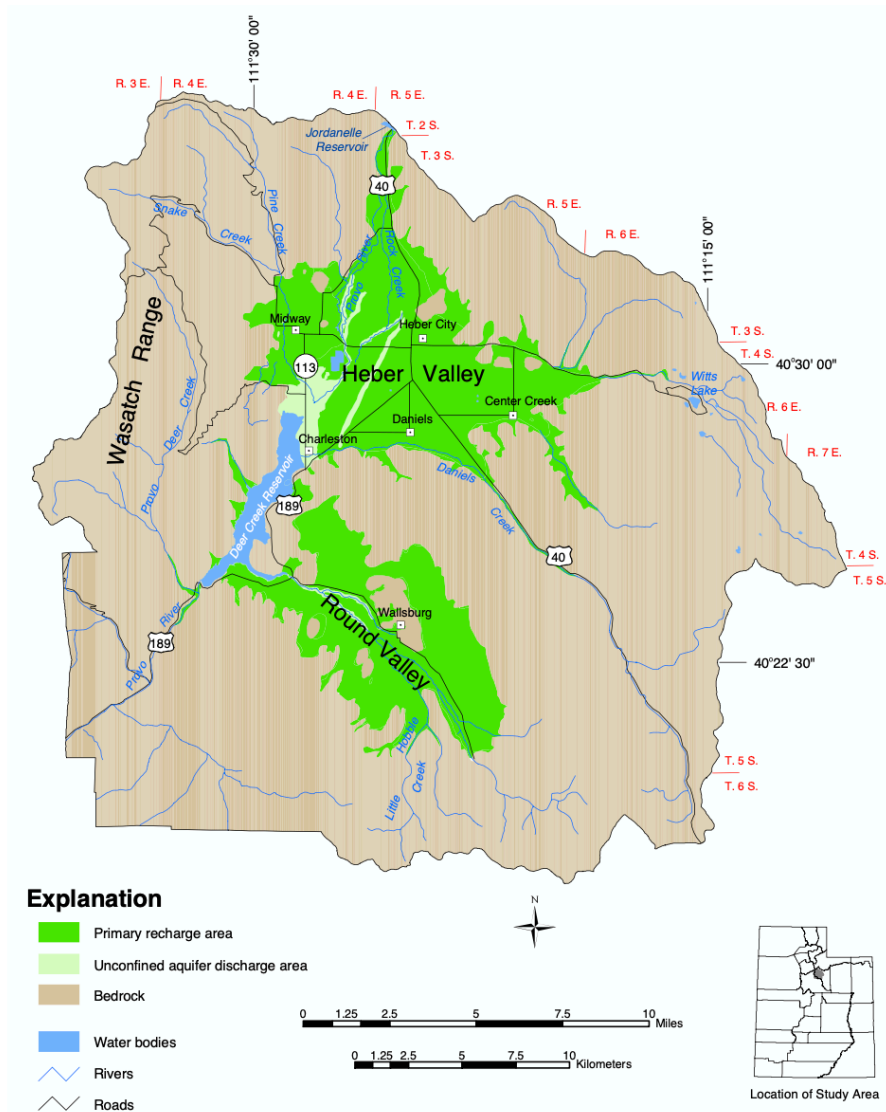 111°30' 00"
R. 3 E.
R. 4 E.
R. 4 E.
R. 5 E.
Jordanelle
Reservoir
T. 2 S.
T. 3 S.
40
R. 5 E.
R. 6 E.
111°15' 00"
Snake
Creek
Pine
Creek
Provo
River
Rock
Creek
Midway
Heber City
T. 3 S.
T. 4 S.
40°30' 00"
Wasatch Range
113
Heber Valley
Witts
Lake
R. 6 E.
Center Creek
Daniels
Provo Deer Creek
Charleston
R. 7 E.
Daniels
Creek
Deer Creek Reservoir
189
40
T. 4 S.
T. 5 S.
Round Valley
Wallsburg
189
Provo River
40°22' 30"
Little
Hobble
Creek
T. 5 S.
T. 6 S.
Explanation
Primary recharge area
Unconfined aquifer discharge area
Bedrock
Water bodies
Rivers
Roads
N
0 1.25 2.5 5 7.5 10
Miles
0 1.25 2.5 5 7.5 10
Kilometers
Location of Study Area